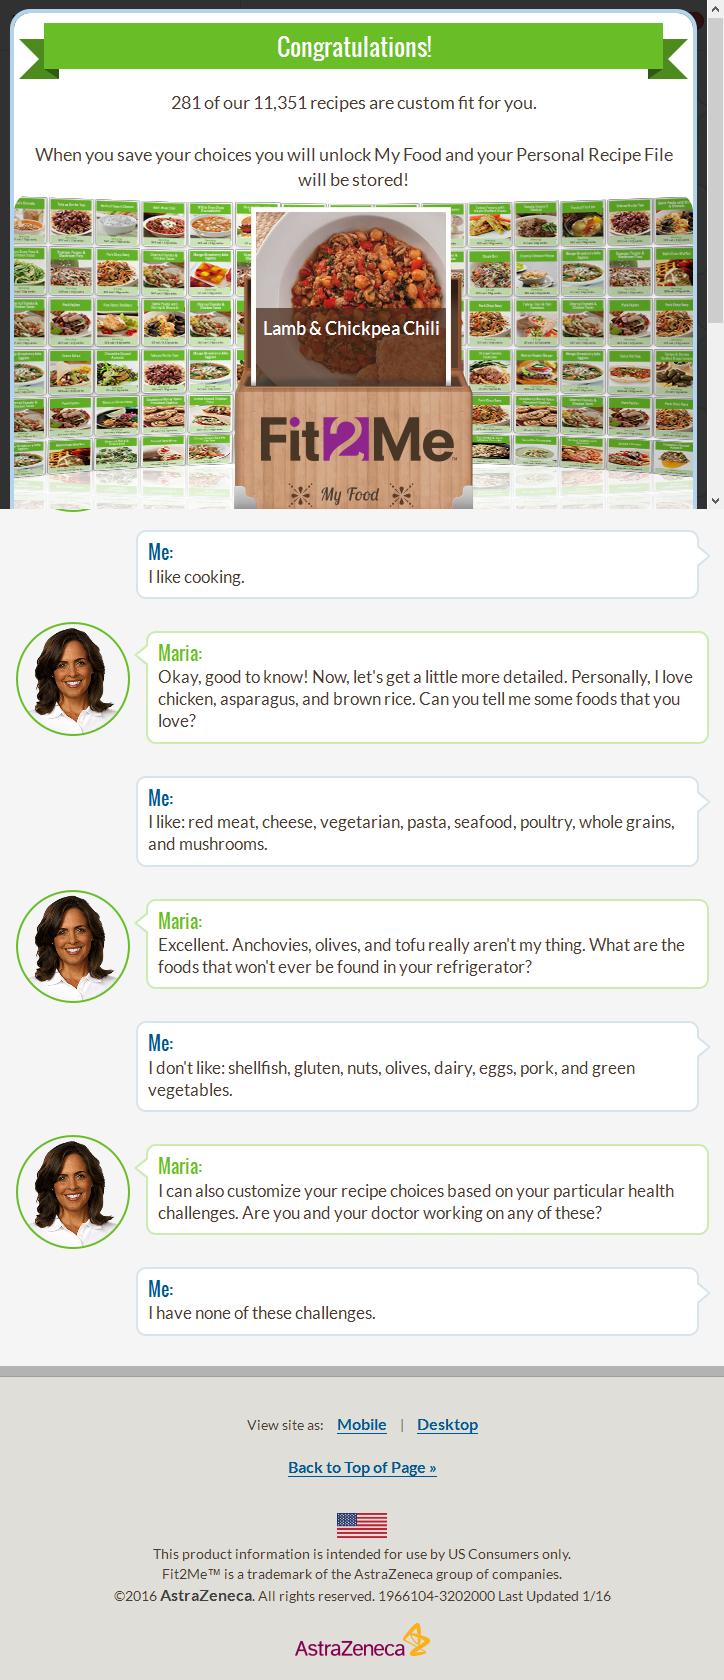 Congratulations!
281 of our 11,351 recipes are custom fit for you.
When you save your choices you will unlock My Food and your Personal Recipe File
will be stored!
Lamb & Chickpea Chili
Fit2Me™
My Food
Me:
I like cooking.
Maria:
Okay, good to know! Now, let's get a little more detailed. Personally, I love
chicken, asparagus, and brown rice. Can you tell me some foods that you
love?
Me:
I like: red meat, cheese, vegetarian, pasta, seafood, poultry, whole grains,
and mushrooms.
Maria:
Excellent. Anchovies, olives, and tofu really aren't my thing. What are the
foods that won't ever be found in your refrigerator?
Me:
I don't like: shellfish, gluten, nuts, olives, dairy, eggs, pork, and green
vegetables.
Maria:
I can also customize your recipe choices based on your particular health
challenges. Are you and your doctor working on any of these?
Me:
I have none of these challenges.
View site as: Mobile | Desktop
Back to Top of Page »
This product information is intended for use by US Consumers only.
Fit2Me™ is a trademark of the AstraZeneca group of companies.
©2016 AstraZeneca. All rights reserved. 1966104-3202000 Last Updated 1/16
AstraZeneca